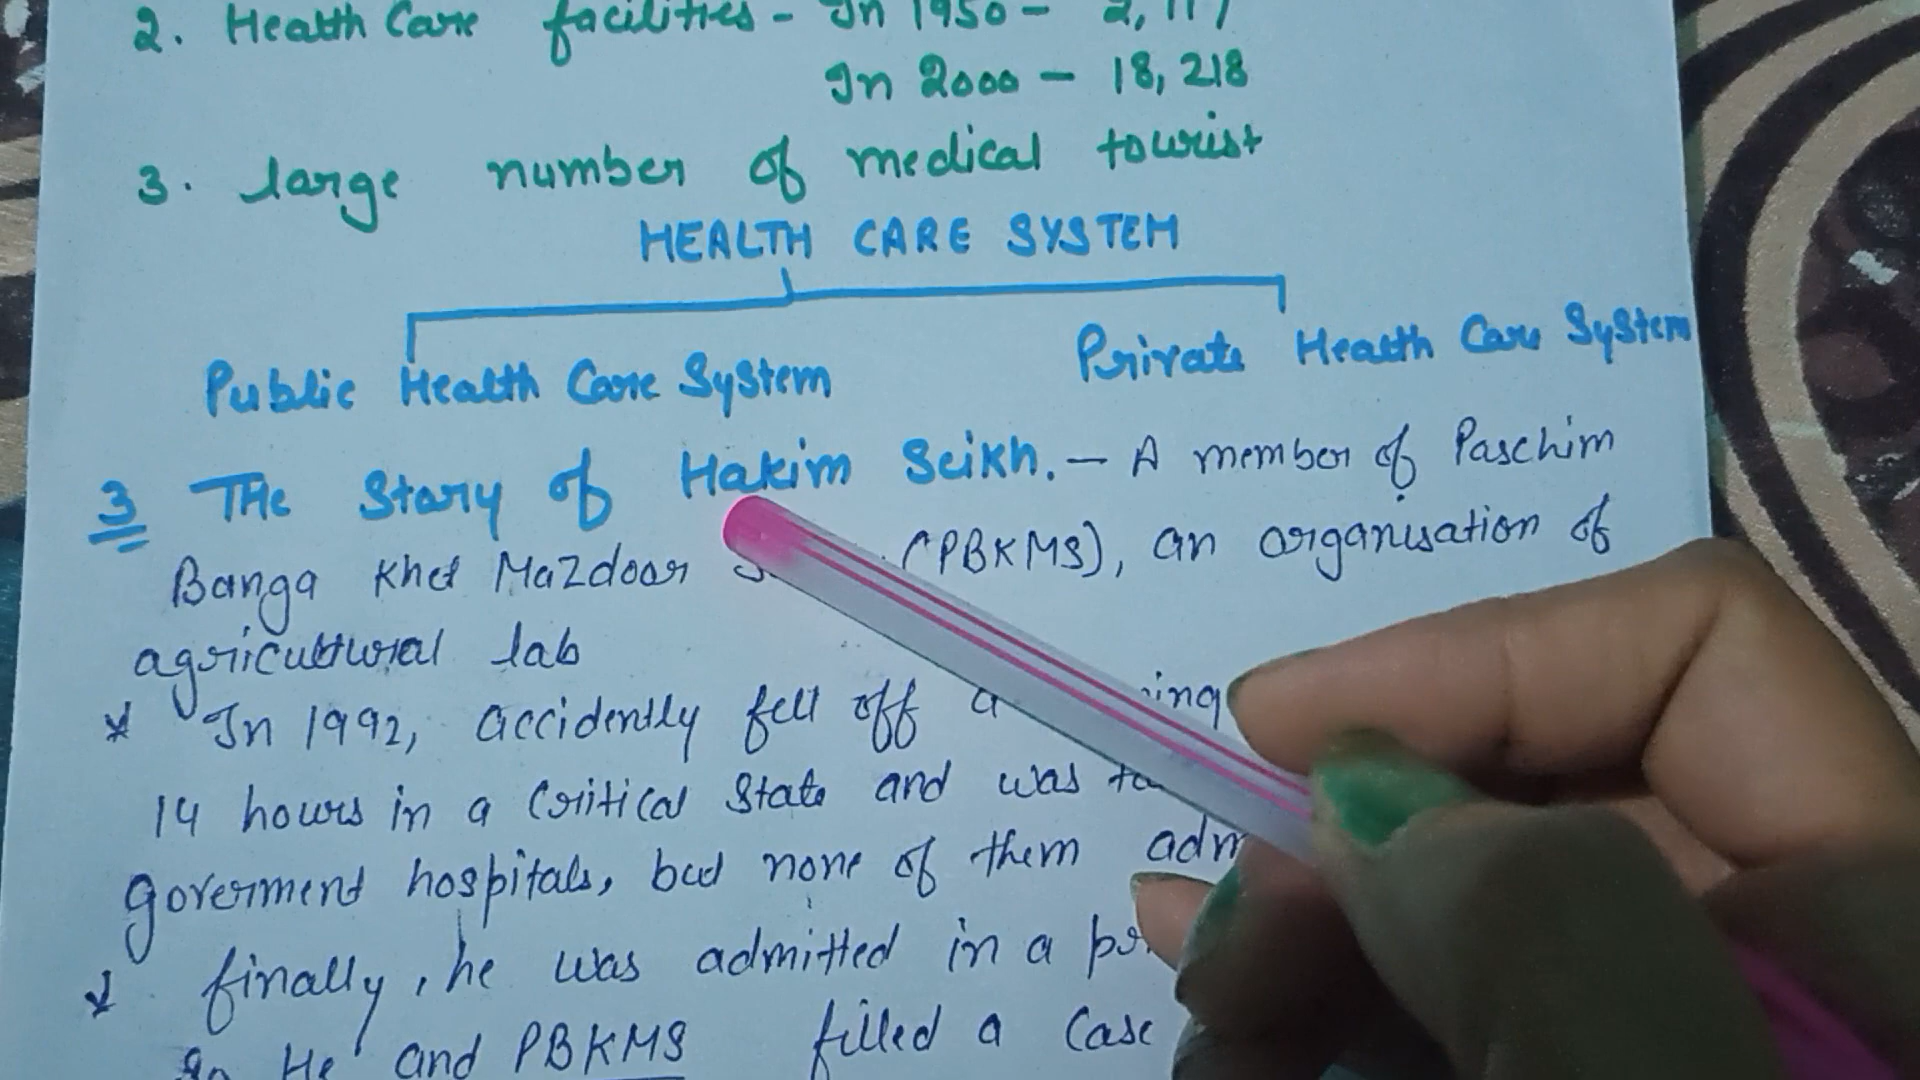 2. Health Care facilities - In 1950 -
In 2000 - 18,218
3. large number of medical tourist
HEALTH CARE SYSTEM
Public Health Care System Private Health Care System
3 THe Story of Hakim Seikh. - A member of Paschim
Banga Khet Mazdoor (PBKMS), an organisation of
agricultural lab
* In 1992, accidently fell off a
14 hours in a Critical State and was
goverment hospitals, but none of them
* finally, he was admitted in a
He and PBKMS filled a Case